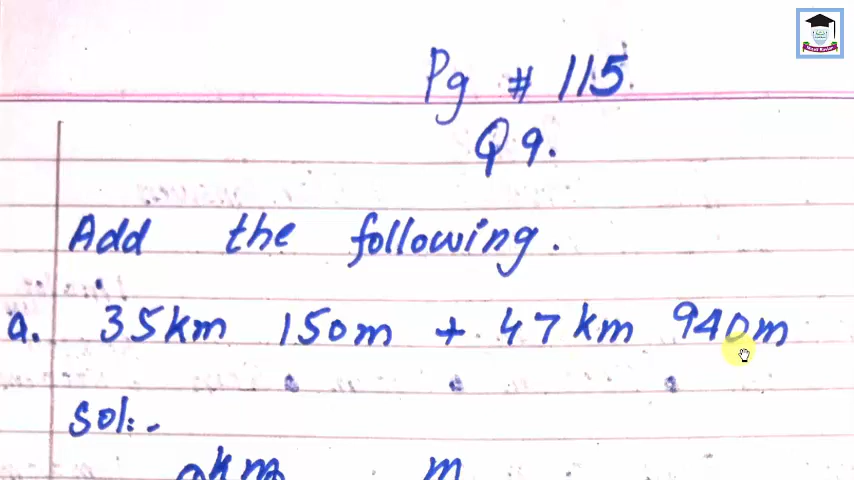 Pg # 115.
Q 9.
Add the following.
a. 35km 150m + 47km 940m
Sol:-
km m